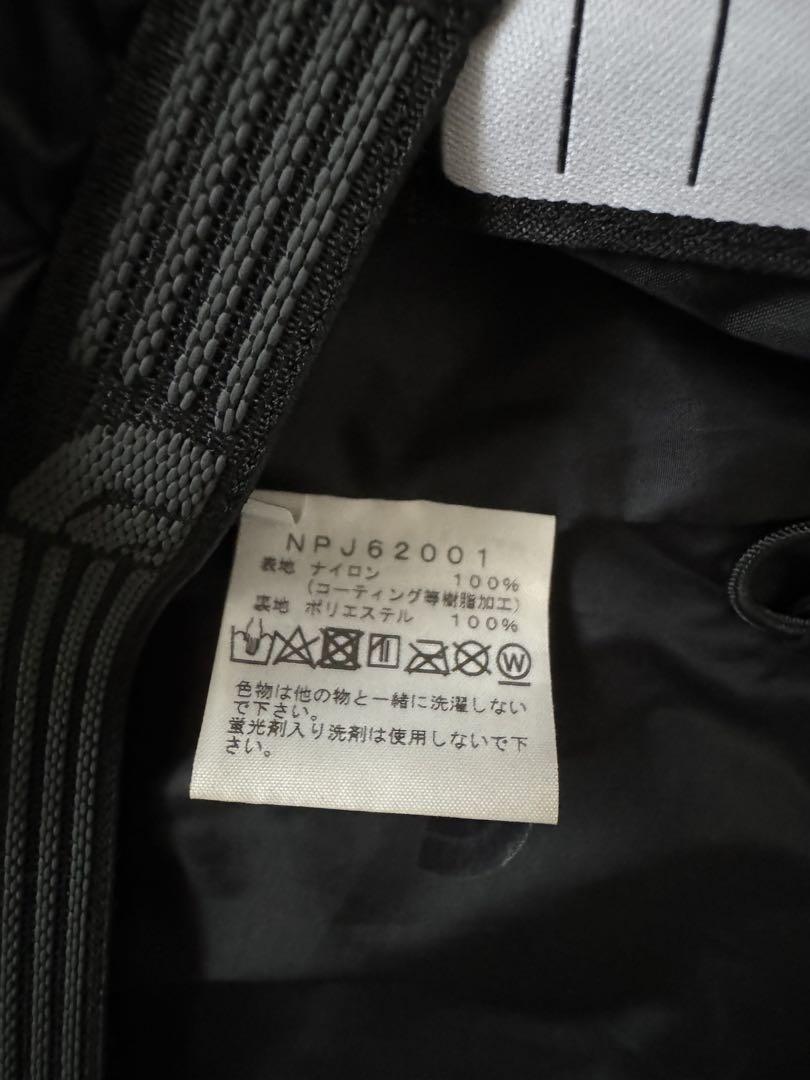 NPJ62001
表地 ナイロン 100%
(コーティング等樹脂加工)
裏地 ポリエステル 100%
W
色物は他の物と一緒に洗濯しない
で下さい。
蛍光剤入り洗剤は使用しないで下
さい。